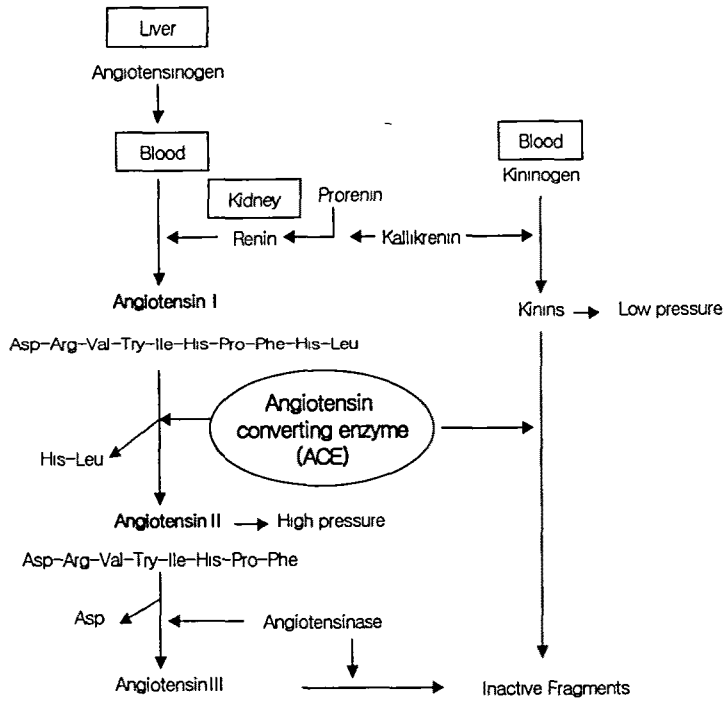 Liver
Angiotensinogen
Blood
Blood
Kininogen
Kidney
Prorenin
Renin
Kallikrenin
Angiotensin I
Kinins
Low pressure
Asp-Arg-Val-Try-Ile-His-Pro-Phe-His-Leu
Angiotensin
converting enzyme
(ACE)
His-Leu
Angiotensin II
High pressure
Asp-Arg-Val-Try-Ile-His-Pro-Phe
Asp
Angiotensinase
Angiotensin III
Inactive Fragments